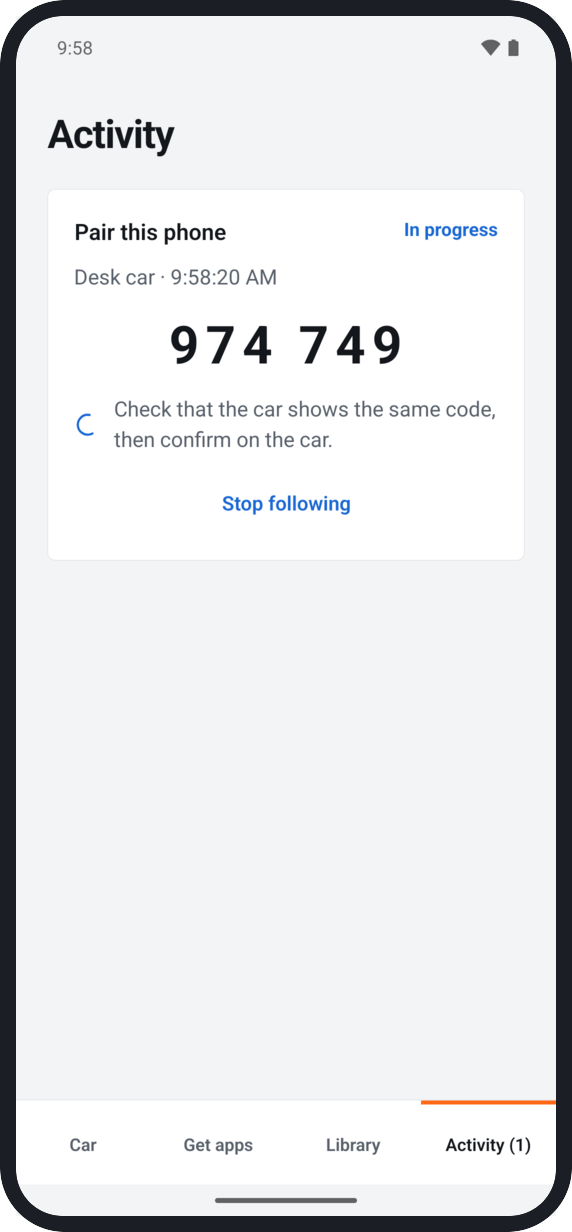 9:58
Activity
Pair this phone
In progress
Desk car · 9:58:20 AM
974 749
Check that the car shows the same code,
then confirm on the car.
Stop following
Car
Get apps
Library
Activity (1)